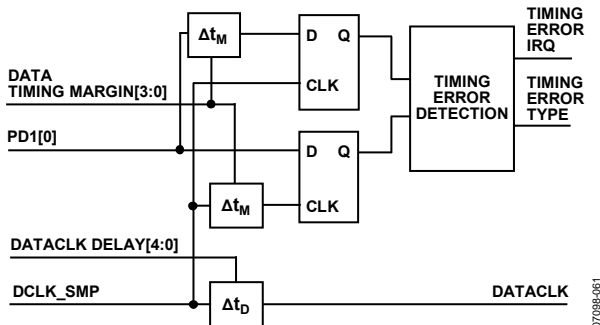 TIMING
ERROR
IRQ
Δt_M
D Q
CLK
DATA
TIMING MARGIN[3:0]
TIMING
ERROR
DETECTION
TIMING
ERROR
TYPE
PD1[0]
D Q
CLK
Δt_M
DATACLK DELAY[4:0]
DCLK_SMP
Δt_D
DATACLK
07098-061